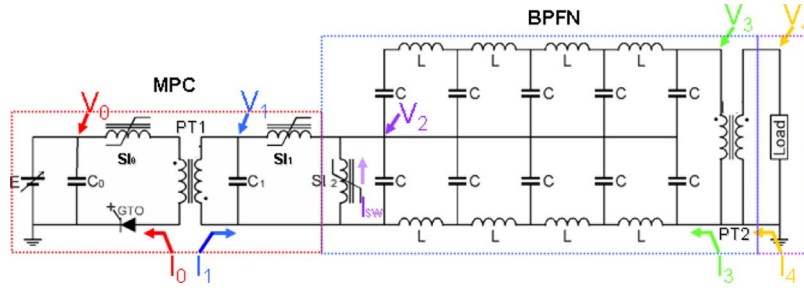 BPFN
MPC
V0
V1
V2
V3
V4
L L L L
C C C C C
C C C C C
L L L L
SI0
PT1
SI1
SI2
Isw
E
C0
C1
GTO
PT2
Load
I0
I1
I3
I4